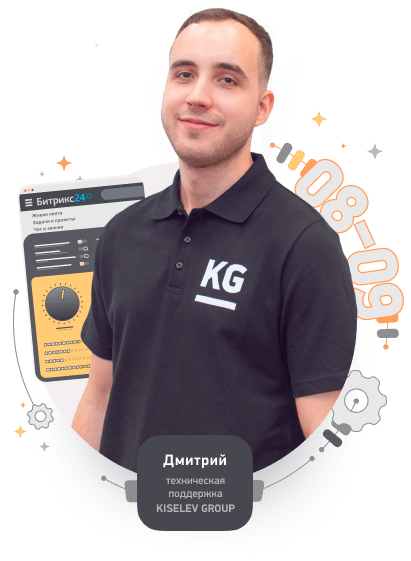 08-09
Битрикс24
Живая лента
Задачи и проекты
Чат и звонки
KG
Дмитрий
техническая
поддержка
KISELEV GROUP